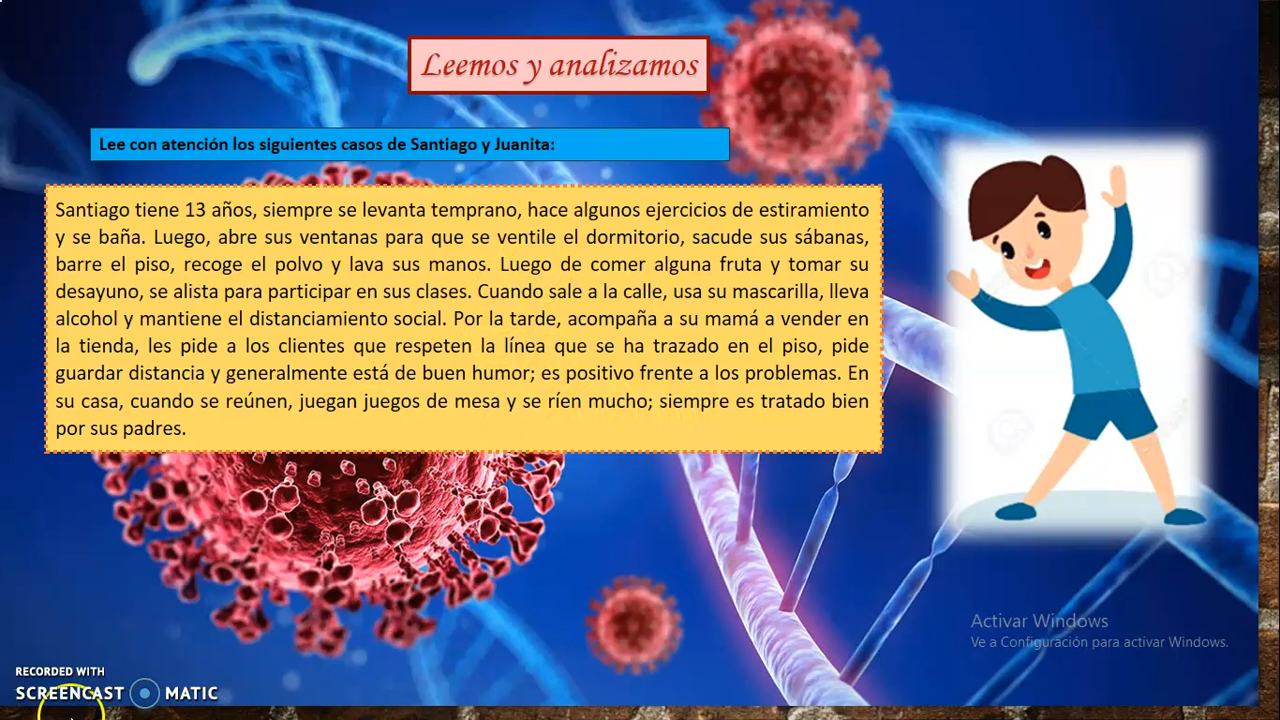 Leemos y analizamos
Lee con atención los siguientes casos de Santiago y Juanita:
Santiago tiene 13 años, siempre se levanta temprano, hace algunos ejercicios de estiramiento
y se baña. Luego, abre sus ventanas para que se ventile el dormitorio, sacude sus sábanas,
barre el piso, recoge el polvo y lava sus manos. Luego de comer alguna fruta y tomar su
desayuno, se alista para participar en sus clases. Cuando sale a la calle, usa su mascarilla, lleva
alcohol y mantiene el distanciamiento social. Por la tarde, acompaña a su mamá a vender en
la tienda, les pide a los clientes que respeten la línea que se ha trazado en el piso, pide
guardar distancia y generalmente está de buen humor; es positivo frente a los problemas. En
su casa, cuando se reúnen, juegan juegos de mesa y se ríen mucho; siempre es tratado bien
por sus padres.
Activar Windows
Ve a Configuración para activar Windows.
RECORDED WITH
SCREENCAST MATIC